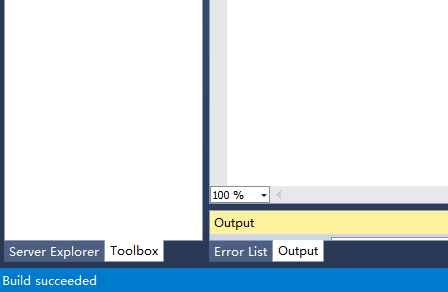 100 %
Output
Server Explorer
Toolbox
Error List
Output
Build succeeded